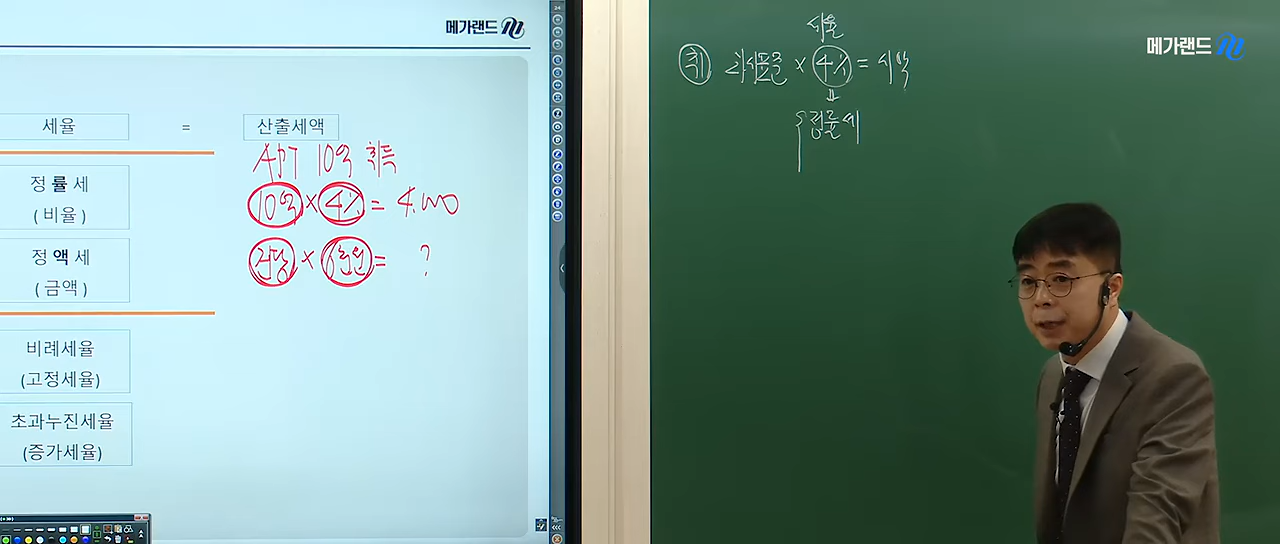 메가랜드
세율 = 산출세액
정 률 세
( 비율 )
정 액 세
( 금액 )
비례세율
(고정세율)
초과누진세율
(증가세율)
APT 10억 취득
10억 × 4% = 4.000
건당 × 6천원 = ?
세율
취 과세표준 × 4% = 세액
정률세
메가랜드